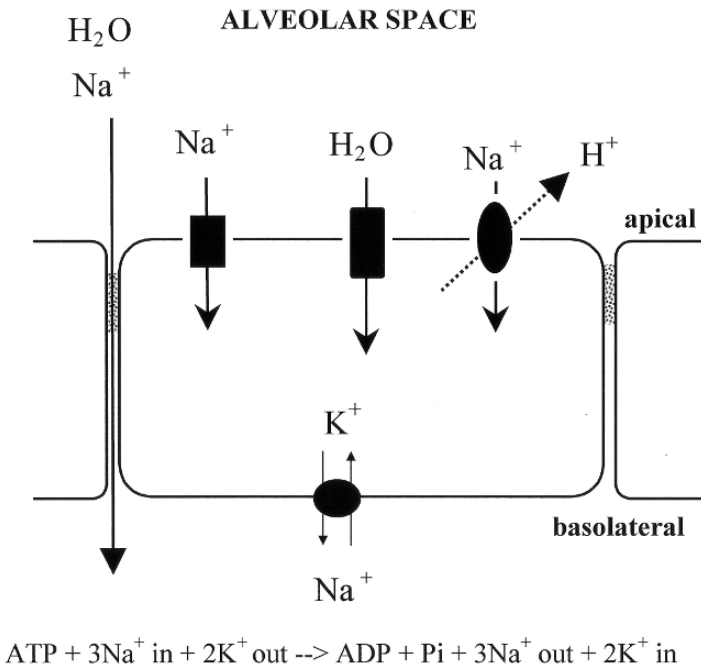 ALVEOLAR SPACE
H₂O
Na⁺
Na⁺
H₂O
Na⁺
H⁺
apical
K⁺
basolateral
Na⁺
ATP + 3Na⁺ in + 2K⁺ out --> ADP + Pi + 3Na⁺ out + 2K⁺ in